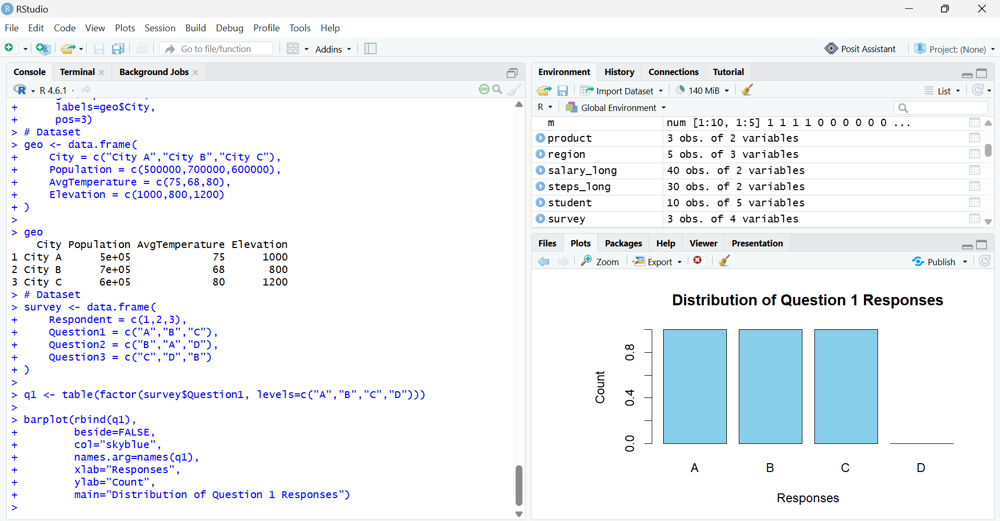 RStudio
File Edit Code View Plots Session Build Debug Profile Tools Help
Go to file/function Addins Posit Assistant Project: (None)
Console Terminal Background Jobs
R 4.6.1 ·
+      labels=geo$City,
+      pos=3)
> # Dataset
> geo <- data.frame(
+     City = c("City A","City B","City C"),
+     Population = c(500000,700000,600000),
+     AvgTemperature = c(75,68,80),
+     Elevation = c(1000,800,1200)
+ )
>
> geo
    City Population AvgTemperature Elevation
1 City A      5e+05             75      1000
2 City B      7e+05             68       800
3 City C      6e+05             80      1200
> # Dataset
> survey <- data.frame(
+     Respondent = c(1,2,3),
+     Question1 = c("A","B","C"),
+     Question2 = c("B","A","D"),
+     Question3 = c("C","D","B")
+ )
>
> q1 <- table(factor(survey$Question1, levels=c("A","B","C","D")))
>
> barplot(rbind(q1),
+         beside=FALSE,
+         col="skyblue",
+         names.arg=names(q1),
+         xlab="Responses",
+         ylab="Count",
+         main="Distribution of Question 1 Responses")
>
Environment History Connections Tutorial
Import Dataset 140 MiB List
R Global Environment
m num [1:10, 1:5] 1 1 1 1 0 0 0 0 0 0 ...
product 3 obs. of 2 variables
region 5 obs. of 3 variables
salary_long 40 obs. of 2 variables
steps_long 30 obs. of 2 variables
student 10 obs. of 5 variables
survey 3 obs. of 4 variables
Files Plots Packages Help Viewer Presentation
Zoom Export Publish
Distribution of Question 1 Responses
Count
0.8
0.4
0.0
A B C D
Responses